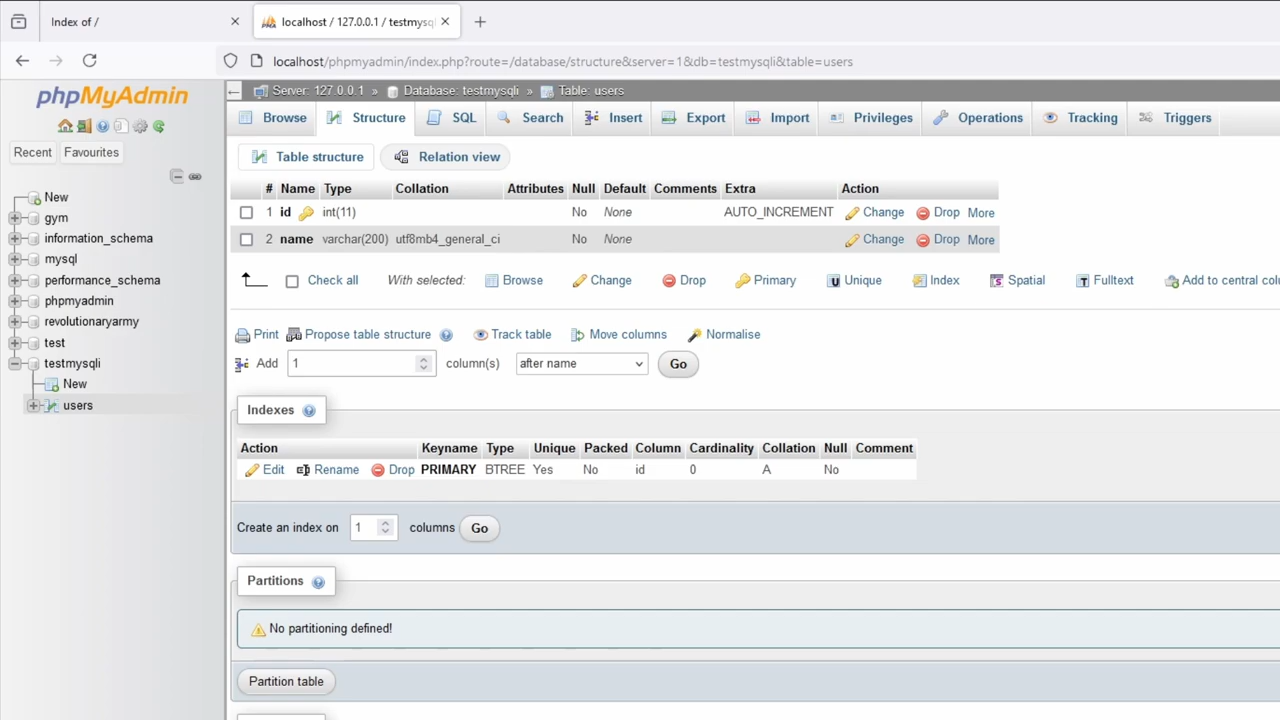 Index of /
localhost / 127.0.0.1 / testmysql
localhost/phpmyadmin/index.php?route=/database/structure&server=1&db=testmysqli&table=users
phpMyAdmin
Recent Favourites
New
gym
information_schema
mysql
performance_schema
phpmyadmin
revolutionaryarmy
test
testmysqli
New
users
Server: 127.0.0.1 » Database: testmysqli » Table: users
Browse Structure SQL Search Insert Export Import Privileges Operations Tracking Triggers
Table structure Relation view
# Name Type Collation Attributes Null Default Comments Extra Action
1 id int(11) No None AUTO_INCREMENT Change Drop More
2 name varchar(200) utf8mb4_general_ci No None Change Drop More
Check all With selected: Browse Change Drop Primary Unique Index Spatial Fulltext Add to central
Print Propose table structure Track table Move columns Normalise
Add 1 column(s) after name Go
Indexes
Action Keyname Type Unique Packed Column Cardinality Collation Null Comment
Edit Rename Drop PRIMARY BTREE Yes No id 0 A No
Create an index on 1 columns Go
Partitions
No partitioning defined!
Partition table